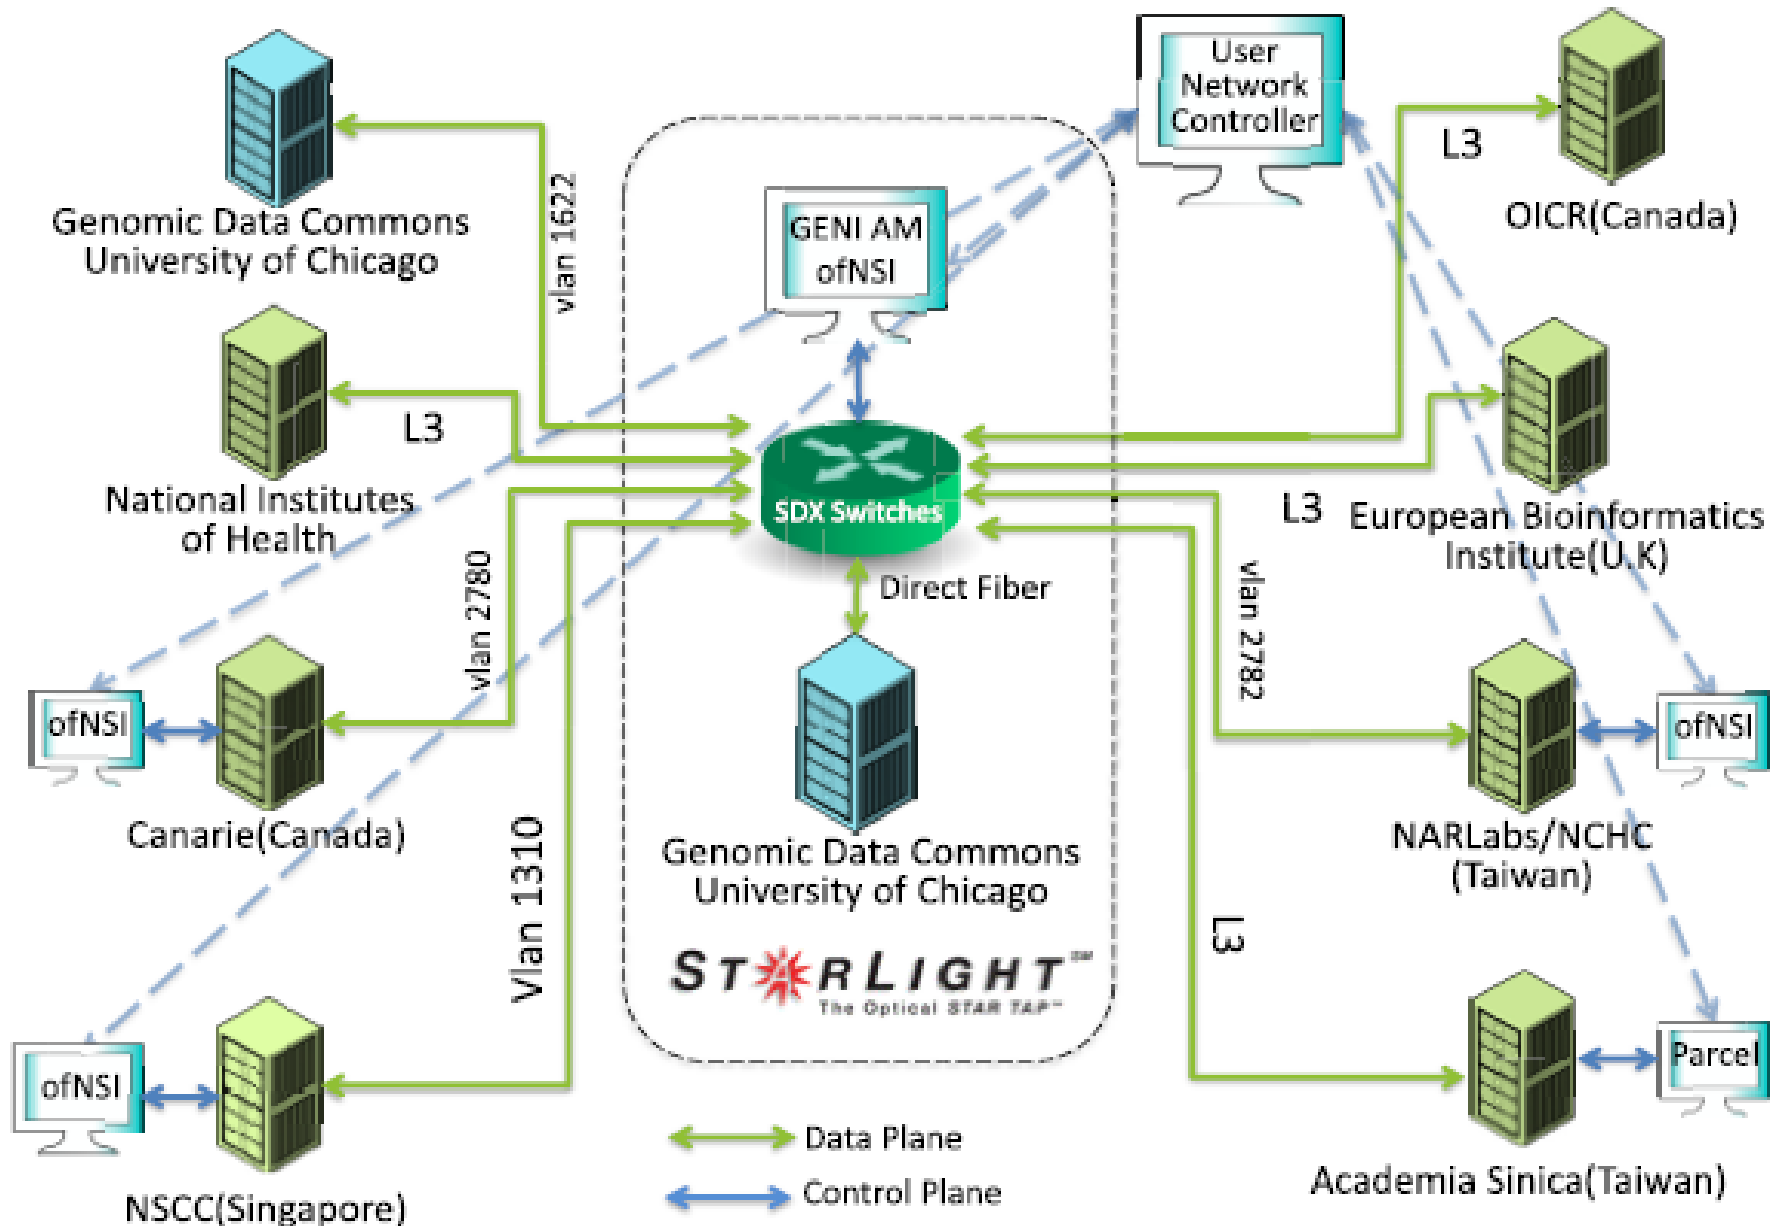 User
Network
Controller
L3
OICR(Canada)
Genomic Data Commons
University of Chicago
vlan 1622
GENI AM
ofNSI
National Institutes
of Health
L3
SDX Switches
L3
European Bioinformatics
Institute(U.K)
Direct Fiber
vlan 2780
vlan 2782
ofNSI
Canarie(Canada)
Genomic Data Commons
University of Chicago
NARLabs/NCHC
(Taiwan)
ofNSI
Vlan 1310
L3
STARLIGHT℠
The Optical STAR TAP™
ofNSI
NSCC(Singapore)
Parcel
Academia Sinica(Taiwan)
Data Plane
Control Plane